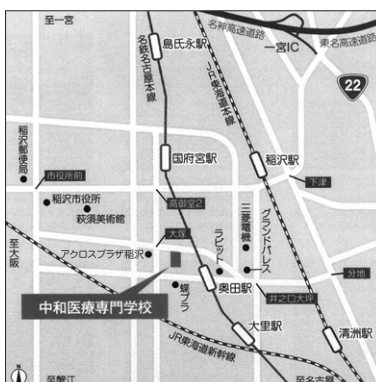 至一宮
名神高速道路
一宮IC
東名高速道路
島氏永駅
名鉄名古屋本線
JR東海道本線
22
稲沢郵便局
市役所前
国府宮駅
稲沢駅
下津
稲沢市役所
荻須美術館
高御堂2
大塚
三菱電機
グランドパレス
至大阪
アクロスプラザ稲沢
ラビット
分地
中和医療専門学校
蝶プラ
奥田駅
井之口大坪
大里駅
清洲駅
JR東海道新幹線
N
至蟹江
至名古屋